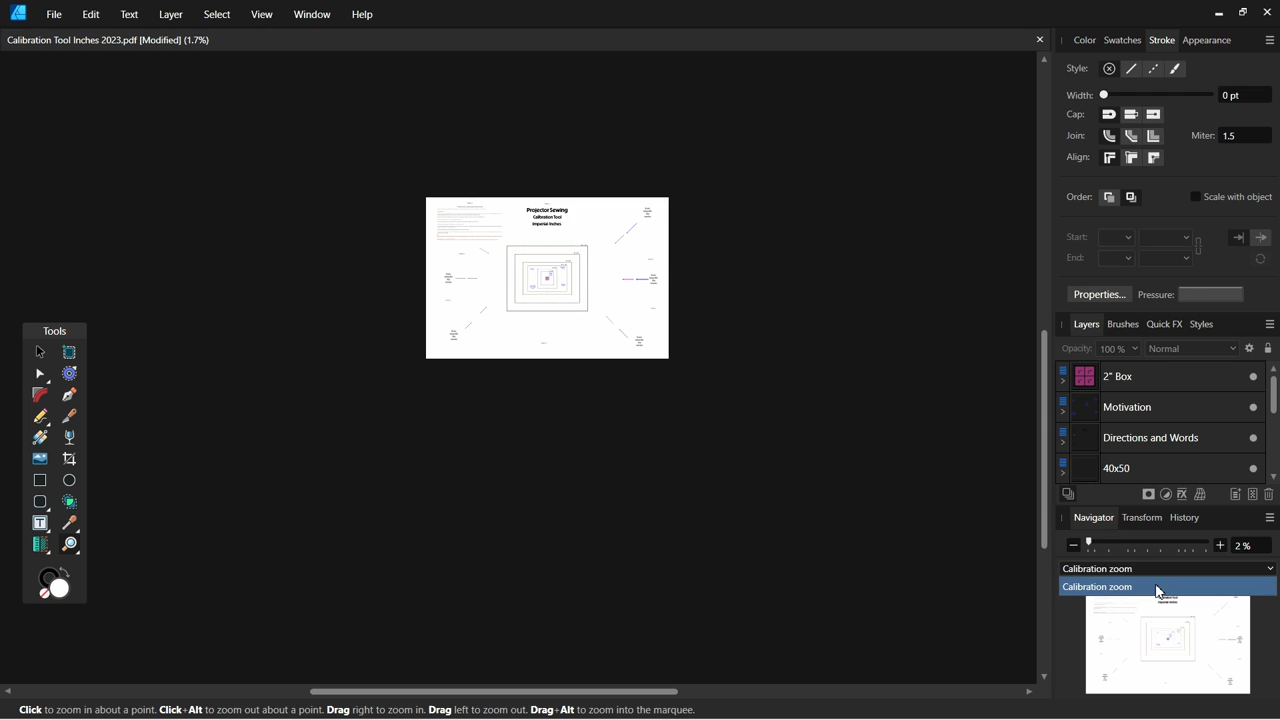 File Edit Text Layer Select View Window Help
Calibration Tool Inches 2023.pdf [Modified] (1.7%)
Color Swatches Stroke Appearance
Style:
Width: 0 pt
Cap:
Join: Miter: 1.5
Align:
Order: Scale with object
Start:
End:
Properties... Pressure:
Projector Sewing
Calibration Tool
Imperial Inches
Tools
Layers Brushes Quick FX Styles
Opacity: 100 % Normal
2" Box
Motivation
Directions and Words
40x50
Navigator Transform History
2 %
Calibration zoom
Calibration zoom
Click to zoom in about a point. Click+Alt to zoom out about a point. Drag right to zoom in. Drag left to zoom out. Drag+Alt to zoom into the marquee.